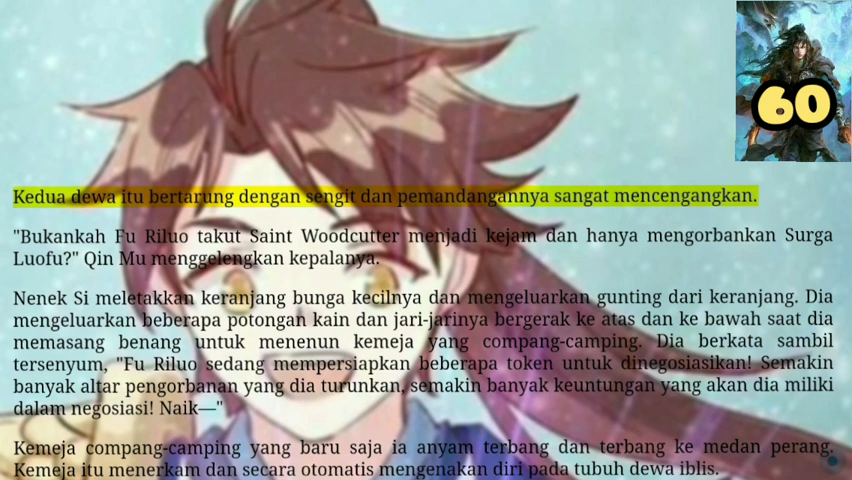 60
Kedua dewa itu bertarung dengan sengit dan pemandangannya sangat mencengangkan.
"Bukankah Fu Riluo takut Saint Woodcutter menjadi kejam dan hanya mengorbankan Surga
Luofu?" Qin Mu menggelengkan kepalanya.
Nenek Si meletakkan keranjang bunga kecilnya dan mengeluarkan gunting dari keranjang. Dia
mengeluarkan beberapa potongan kain dan jari-jarinya bergerak ke atas dan ke bawah saat dia
memasang benang untuk menenun kemeja yang compang-camping. Dia berkata sambil
tersenyum, "Fu Riluo sedang mempersiapkan beberapa token untuk dinegosiasikan! Semakin
banyak altar pengorbanan yang dia turunkan, semakin banyak keuntungan yang akan dia miliki
dalam negosiasi! Naik—"
Kemeja compang-camping yang baru saja ia anyam terbang dan terbang ke medan perang.
Kemeja itu menerkam dan secara otomatis mengenakan diri pada tubuh dewa iblis.